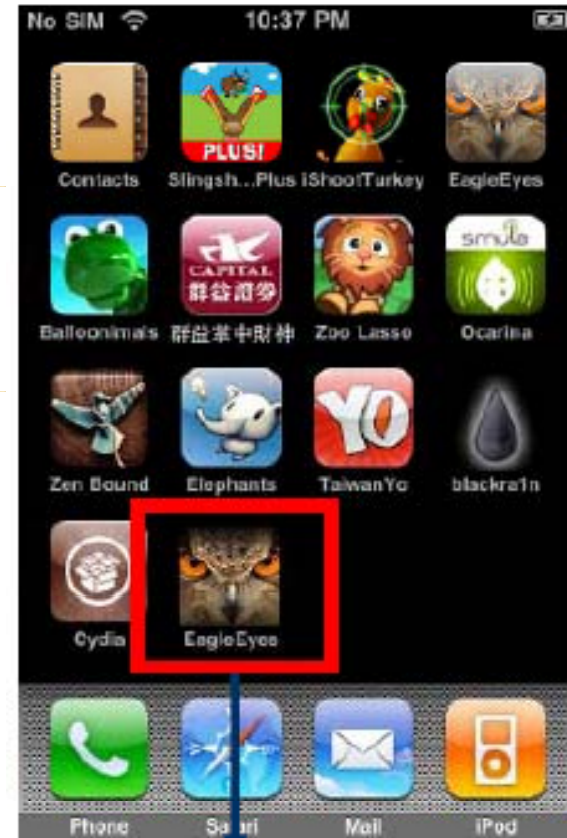 No SIM 10:37 PM
PLUS!
Contacts Slingsh...Plus iShootTurkey EagleEyes
smule
CAPITAL
群益證券
Balloonimals 群益掌中財神 Zoo Lasso Ocarina
YO
Zen Bound Elephants TaiwanYo blackra1n
Cydia EagleEyes
Phone Safari Mail iPod